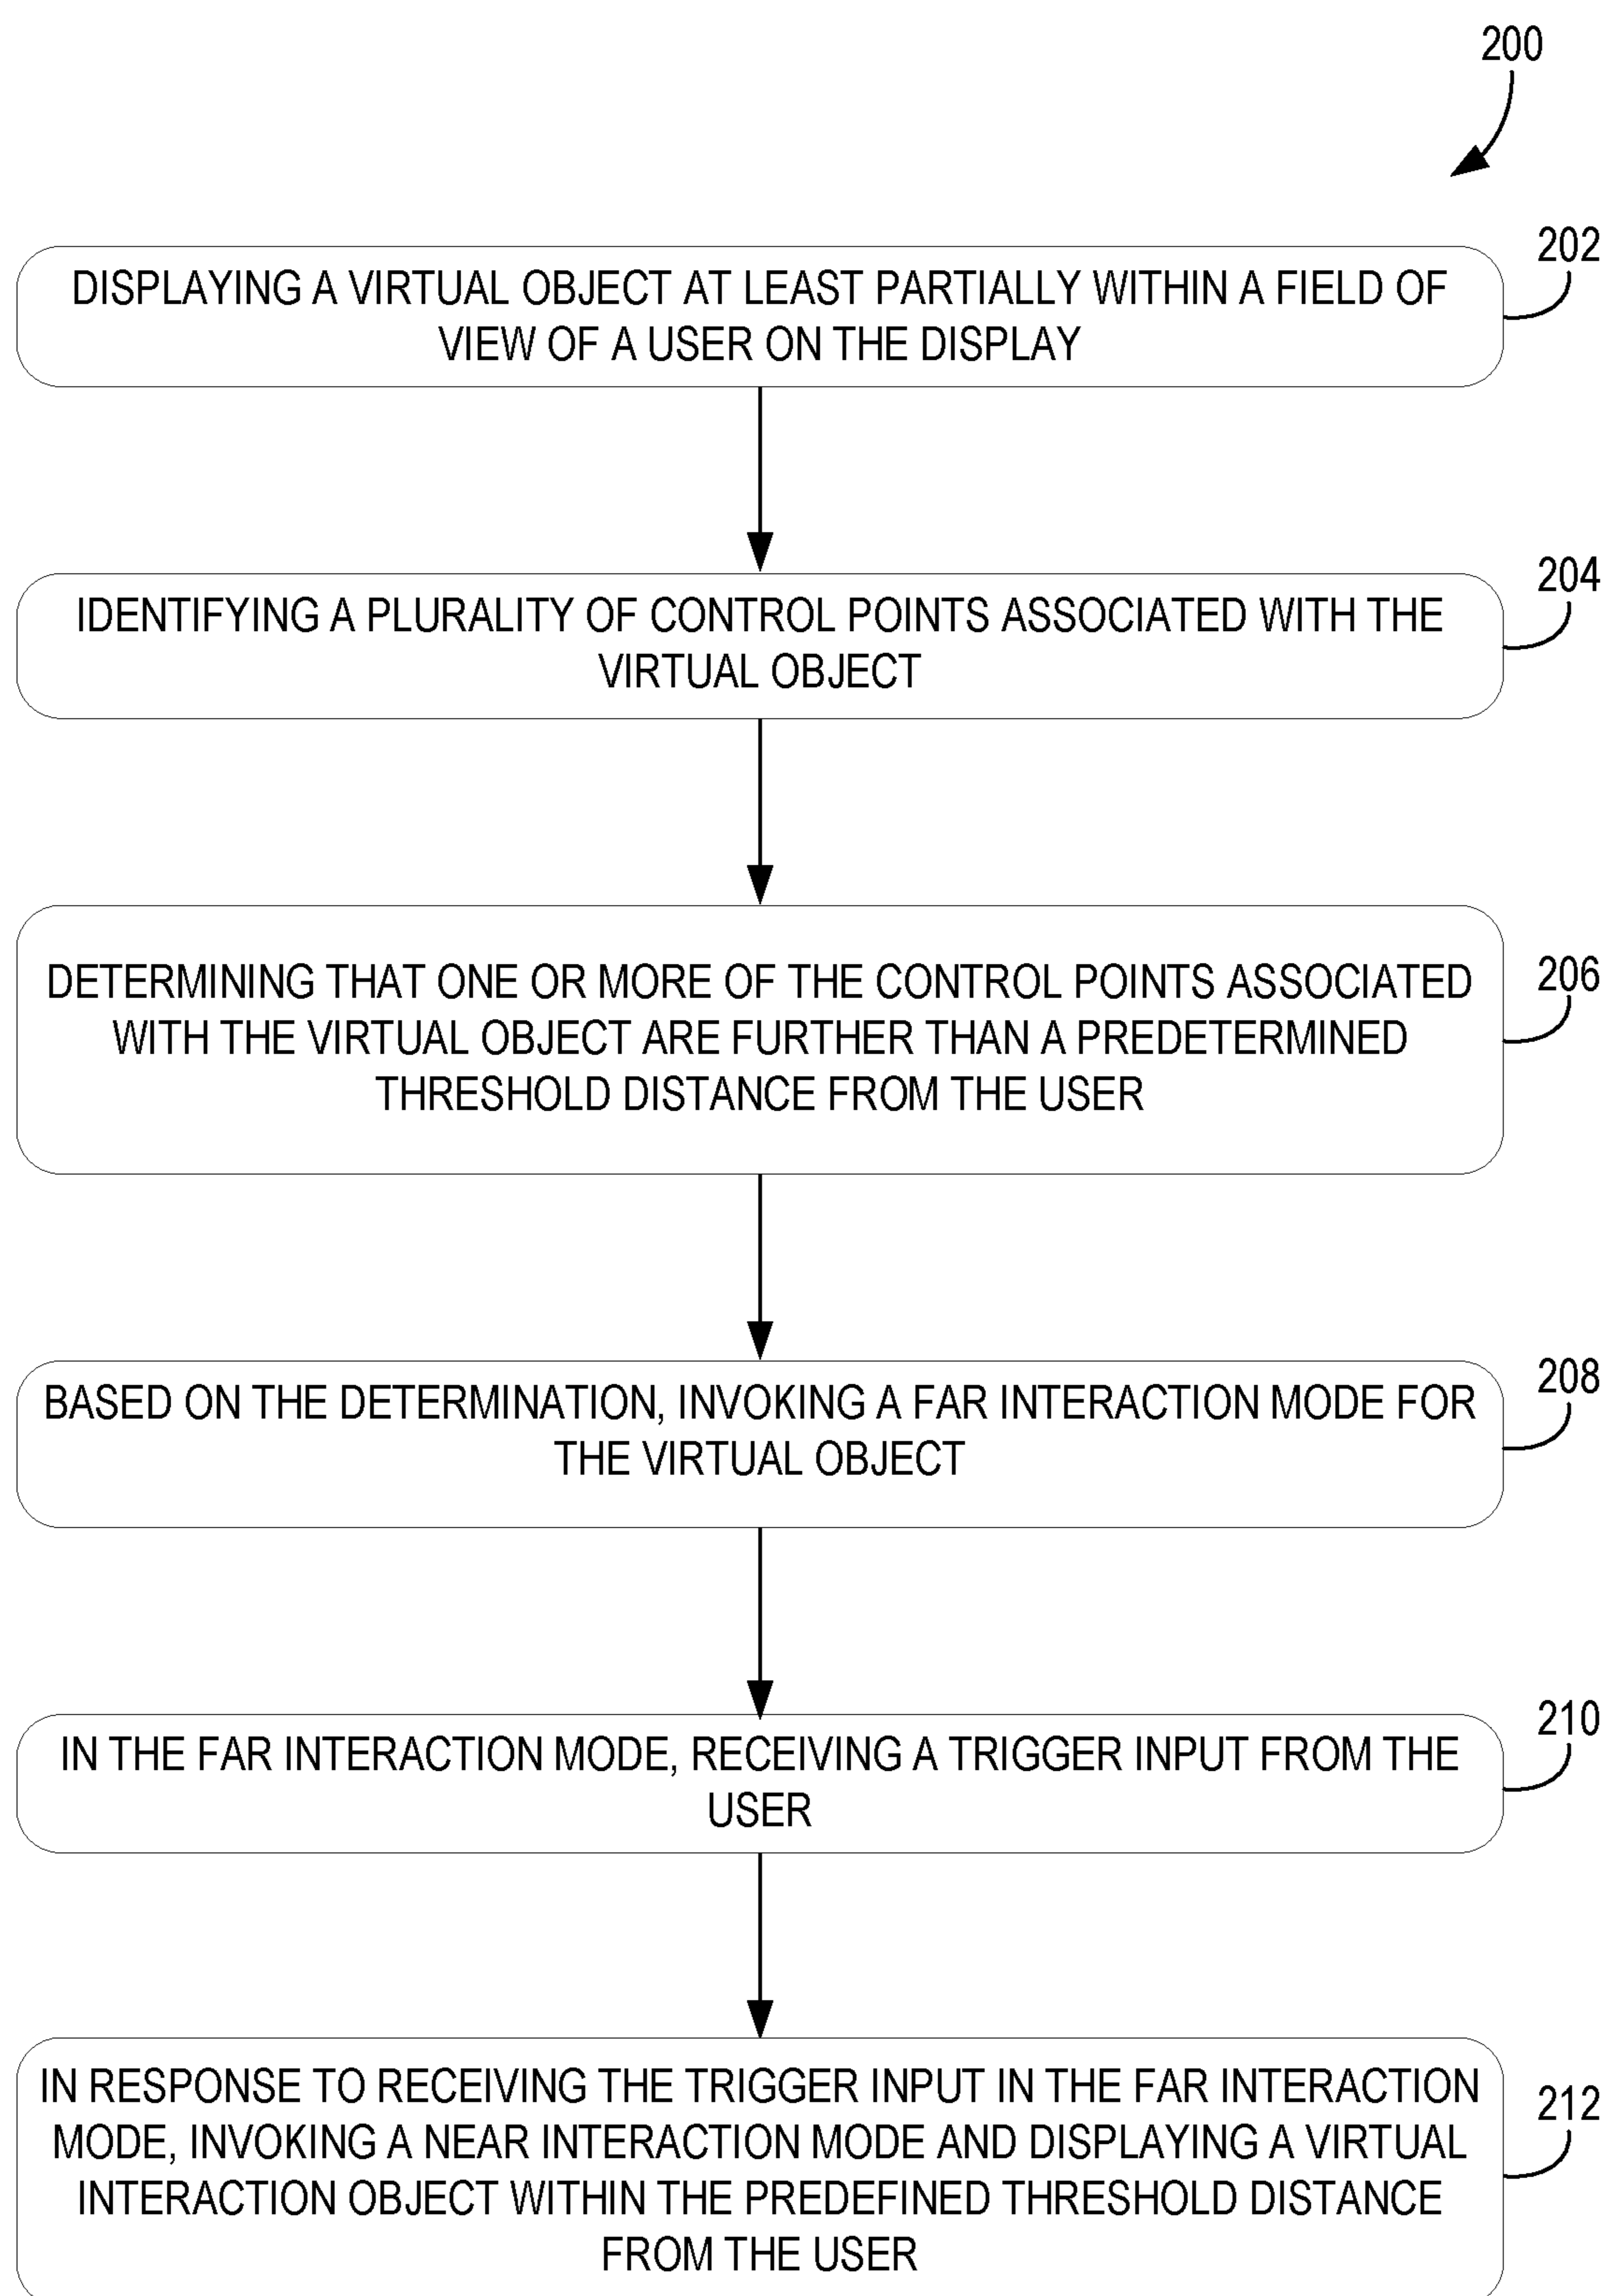 200
202
DISPLAYING A VIRTUAL OBJECT AT LEAST PARTIALLY WITHIN A FIELD OF
VIEW OF A USER ON THE DISPLAY
204
IDENTIFYING A PLURALITY OF CONTROL POINTS ASSOCIATED WITH THE
VIRTUAL OBJECT
206
DETERMINING THAT ONE OR MORE OF THE CONTROL POINTS ASSOCIATED
WITH THE VIRTUAL OBJECT ARE FURTHER THAN A PREDETERMINED
THRESHOLD DISTANCE FROM THE USER
208
BASED ON THE DETERMINATION, INVOKING A FAR INTERACTION MODE FOR
THE VIRTUAL OBJECT
210
IN THE FAR INTERACTION MODE, RECEIVING A TRIGGER INPUT FROM THE
USER
212
IN RESPONSE TO RECEIVING THE TRIGGER INPUT IN THE FAR INTERACTION
MODE, INVOKING A NEAR INTERACTION MODE AND DISPLAYING A VIRTUAL
INTERACTION OBJECT WITHIN THE PREDEFINED THRESHOLD DISTANCE
FROM THE USER